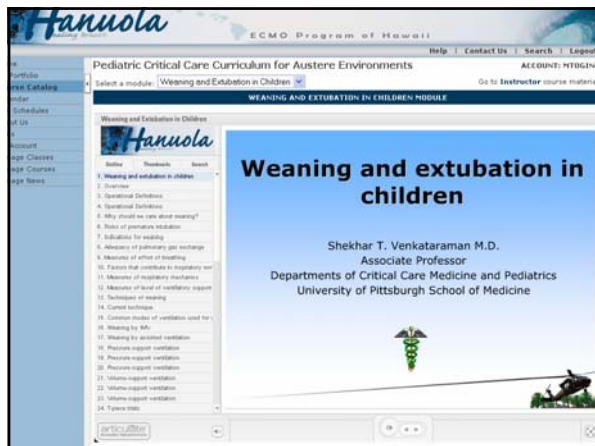 Hanuola
ECMO Program of Hawaii
Help | Contact Us | Search | Logout
Pediatric Critical Care Curriculum for Austere Environments
ACCOUNT: MTOGIN
Portfolio
Course Catalog
Select a module: Weaning and Extubation in Children
Go to Instructor course material
Schedules
WEANING AND EXTUBATION IN CHILDREN MODULE
Weaning and Extubation in Children
Hanuola
Outline Thumbnails Search
1. Weaning and extubation in children
2. Overview
3. Operational Definitions
4. Operational Definitions
5. Why should we care about weaning?
6. Risks of premature intubation
7. Indications for weaning
8. Adequacy of pulmonary gas exchange
9. Measures of effort of breathing
10. Factors that contribute to respiratory
11. Measures of respiratory mechanics
12. Measures of level of ventilatory support
13. Techniques of weaning
14. Current technique
15. Common modes of ventilation used for
16. Weaning by IMV
17. Weaning by assisted ventilation
18. Pressure support ventilation
19. Pressure support ventilation
20. Pressure support ventilation
21. Volume support ventilation
22. Volume support ventilation
23. Volume support ventilation
24. T-piece trials
Weaning and extubation in
children
Shekhar T. Venkataraman M.D.
Associate Professor
Departments of Critical Care Medicine and Pediatrics
University of Pittsburgh School of Medicine
articulate